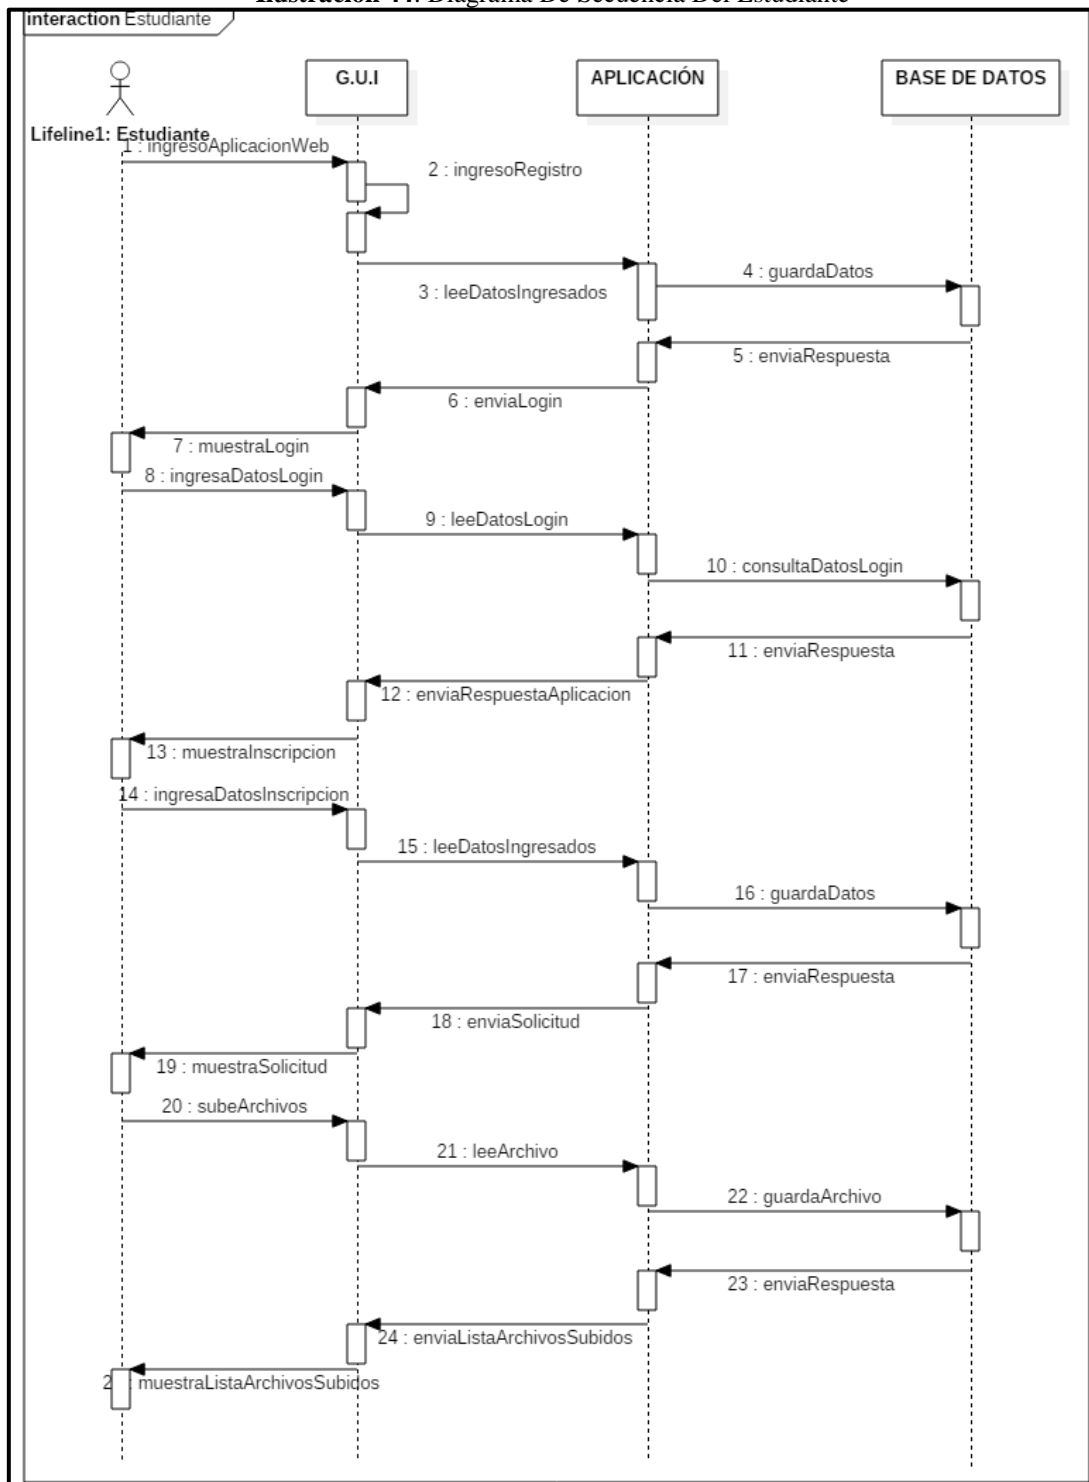 Ilustración 44. Diagrama De Secuencia Del Estudiante
interaction Estudiante
G.U.I
APLICACIÓN
BASE DE DATOS
Lifeline1: Estudiante
1 : ingresoAplicacionWeb
2 : ingresoRegistro
3 : leeDatosIngresados
4 : guardaDatos
5 : enviaRespuesta
6 : enviaLogin
7 : muestraLogin
8 : ingresaDatosLogin
9 : leeDatosLogin
10 : consultaDatosLogin
11 : enviaRespuesta
12 : enviaRespuestaAplicacion
13 : muestraInscripcion
14 : ingresaDatosInscripcion
15 : leeDatosIngresados
16 : guardaDatos
17 : enviaRespuesta
18 : enviaSolicitud
19 : muestraSolicitud
20 : subeArchivos
21 : leeArchivo
22 : guardaArchivo
23 : enviaRespuesta
24 : enviaListaArchivosSubidos
2 : muestraListaArchivosSubidos